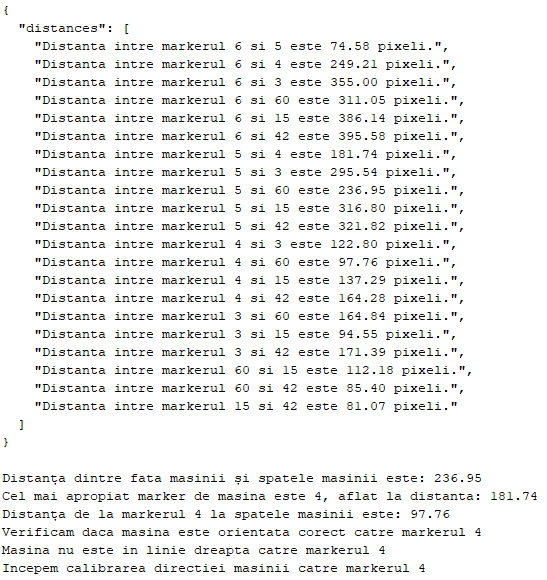 {
  "distances": [
    "Distanta intre markerul 6 si 5 este 74.58 pixeli.",
    "Distanta intre markerul 6 si 4 este 249.21 pixeli.",
    "Distanta intre markerul 6 si 3 este 355.00 pixeli.",
    "Distanta intre markerul 6 si 60 este 311.05 pixeli.",
    "Distanta intre markerul 6 si 15 este 386.14 pixeli.",
    "Distanta intre markerul 6 si 42 este 395.58 pixeli.",
    "Distanta intre markerul 5 si 4 este 181.74 pixeli.",
    "Distanta intre markerul 5 si 3 este 295.54 pixeli.",
    "Distanta intre markerul 5 si 60 este 236.95 pixeli.",
    "Distanta intre markerul 5 si 15 este 316.80 pixeli.",
    "Distanta intre markerul 5 si 42 este 321.82 pixeli.",
    "Distanta intre markerul 4 si 3 este 122.80 pixeli.",
    "Distanta intre markerul 4 si 60 este 97.76 pixeli.",
    "Distanta intre markerul 4 si 15 este 137.29 pixeli.",
    "Distanta intre markerul 4 si 42 este 164.28 pixeli.",
    "Distanta intre markerul 3 si 60 este 164.84 pixeli.",
    "Distanta intre markerul 3 si 15 este 94.55 pixeli.",
    "Distanta intre markerul 3 si 42 este 171.39 pixeli.",
    "Distanta intre markerul 60 si 15 este 112.18 pixeli.",
    "Distanta intre markerul 60 si 42 este 85.40 pixeli.",
    "Distanta intre markerul 15 si 42 este 81.07 pixeli."
  ]
}
Distanța dintre fata masinii și spatele masinii este: 236.95
Cel mai apropiat marker de masina este 4, aflat la distanta: 181.74
Distanța de la markerul 4 la spatele masinii este: 97.76
Verificam daca masina este orientata corect catre markerul 4
Masina nu este in linie dreapta catre markerul 4
Incepem calibrarea directiei masinii catre markerul 4